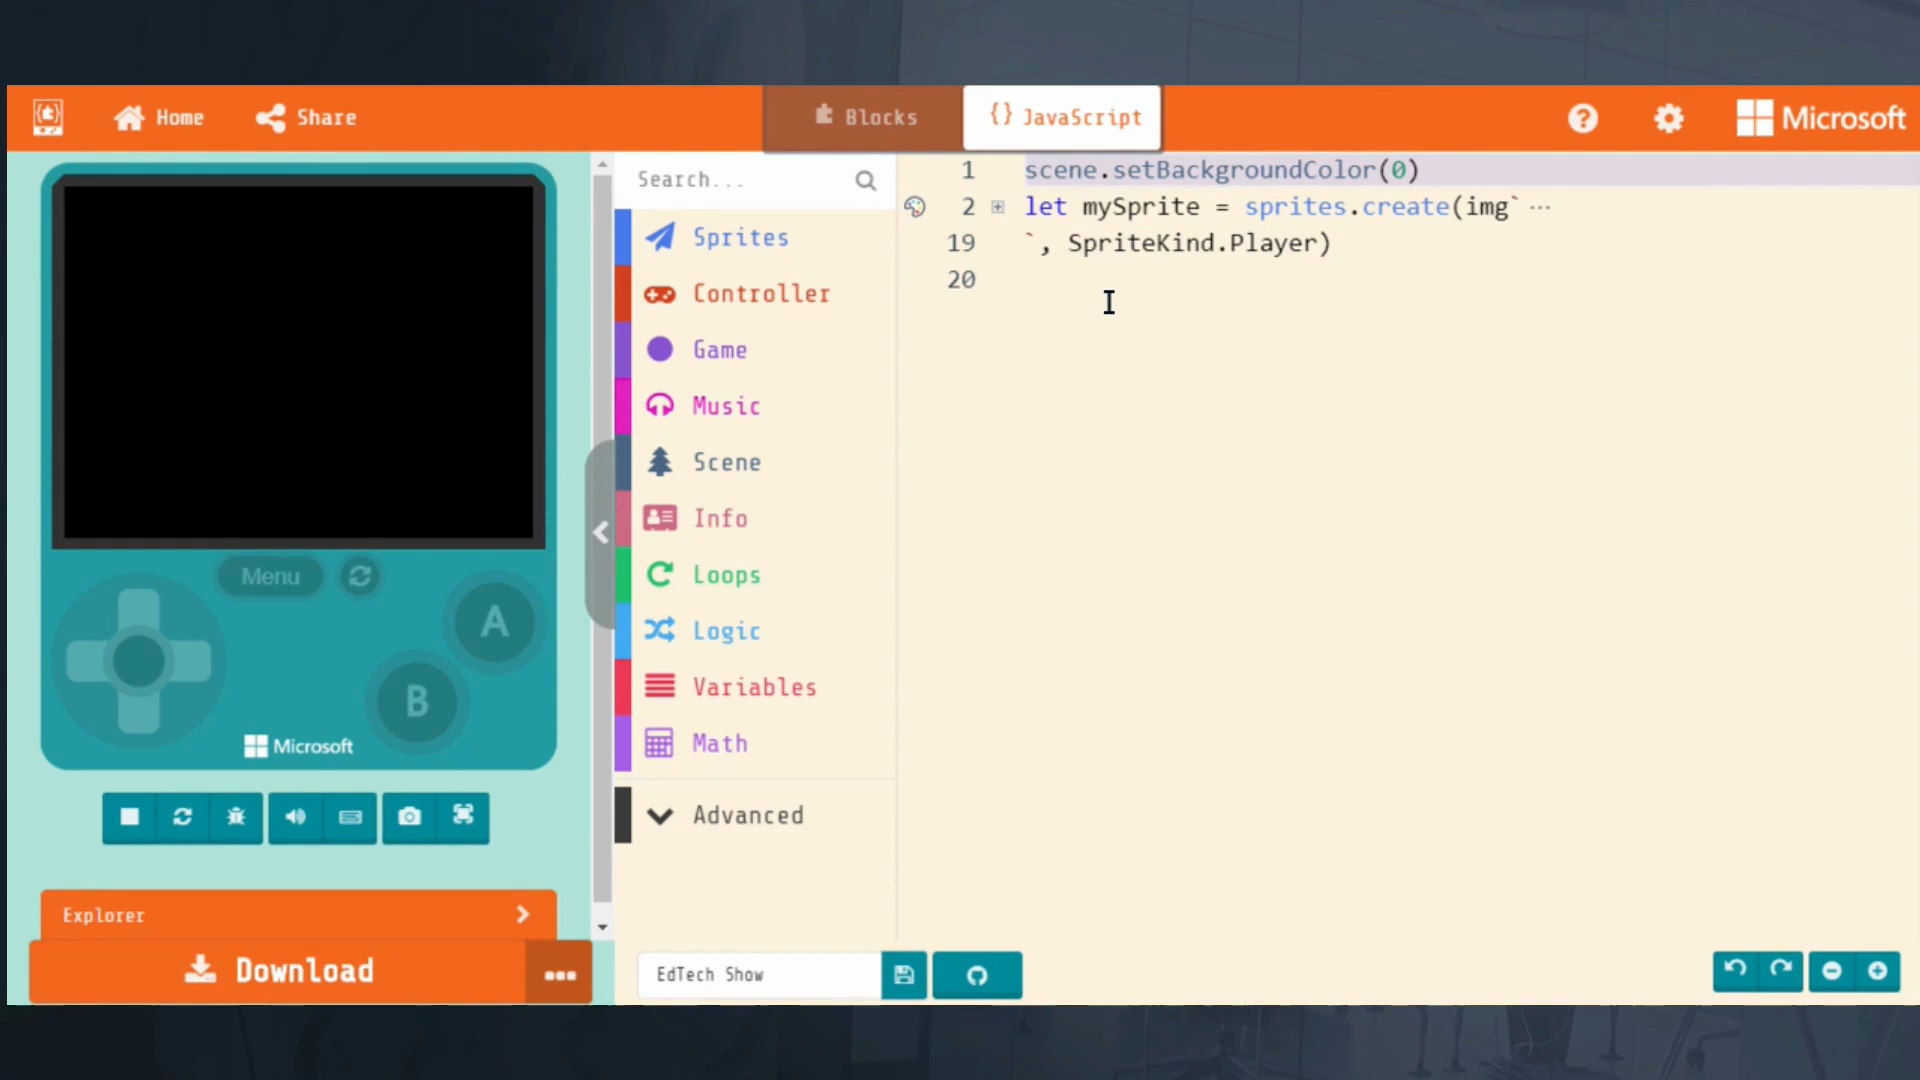 Home
Share
Blocks
{} JavaScript
Microsoft
Menu
A
B
Microsoft
Explorer
Download
Search...
Sprites
Controller
Game
Music
Scene
Info
Loops
Logic
Variables
Math
Advanced
1 scene.setBackgroundColor(0)
2 let mySprite = sprites.create(img` ...
19 `, SpriteKind.Player)
20
EdTech Show